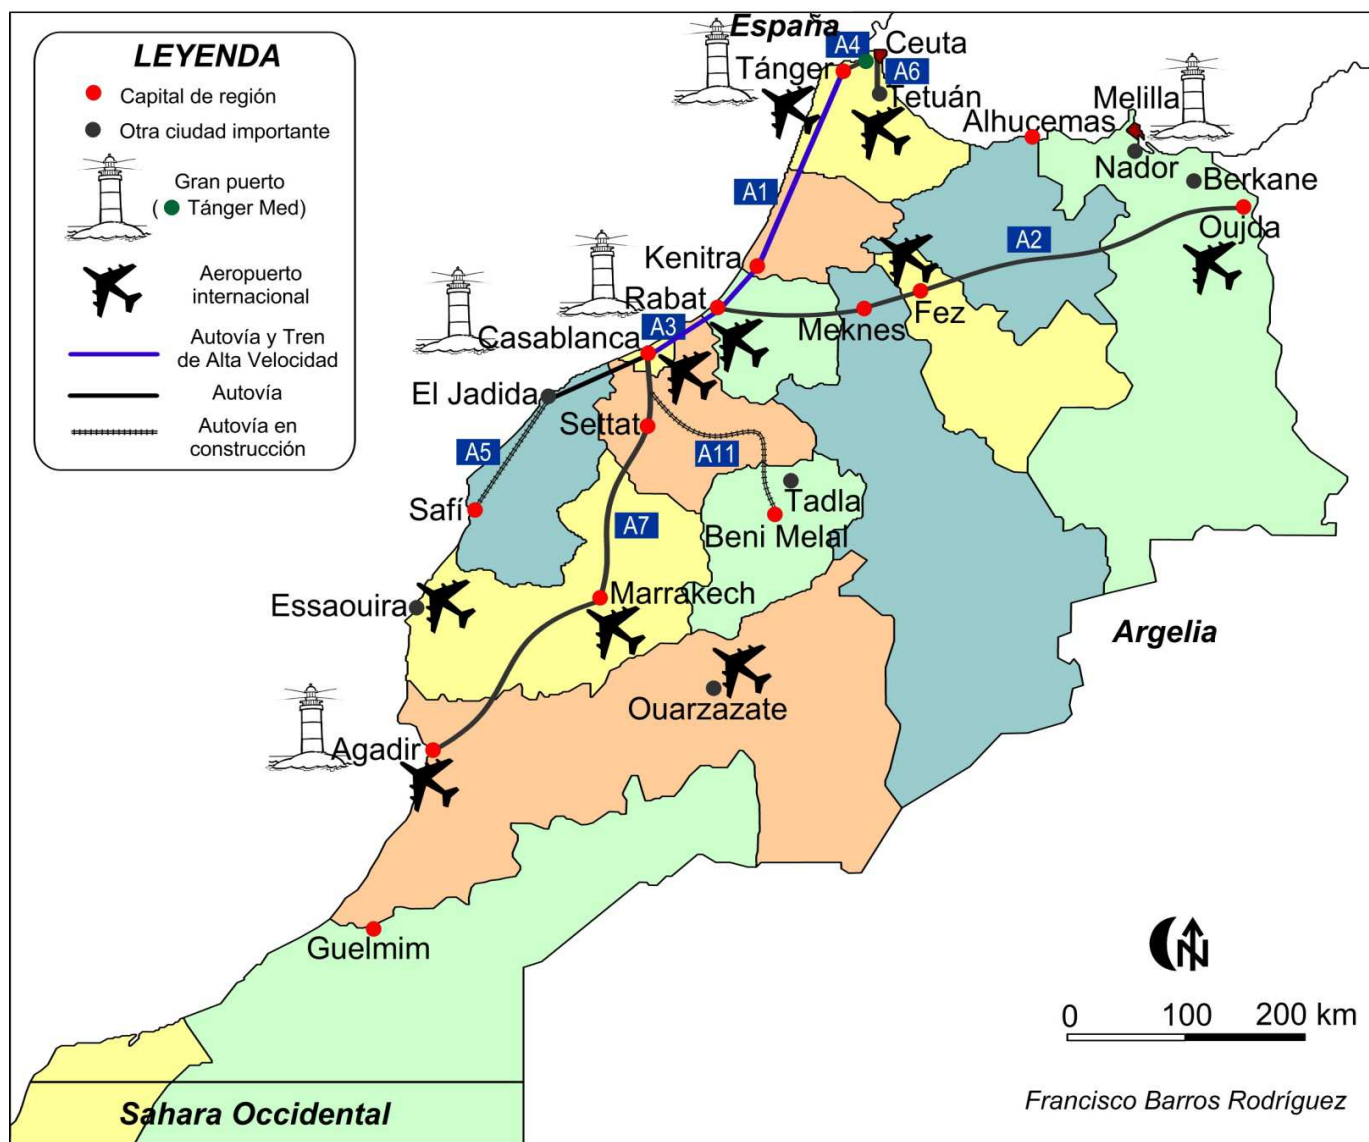 LEYENDA
Capital de región
Otra ciudad importante
Gran puerto
( Tánger Med)
Aeropuerto
internacional
Autovía y Tren
de Alta Velocidad
Autovía
Autovía en
construcción
España
A4
Ceuta
Tánger
A6
Tetuán
Melilla
Alhucemas
Nador
Berkane
A1
Oujda
A2
Kenitra
Rabat
Fez
Meknes
A3
Casablanca
El Jadida
Settat
A5
A11
Tadla
Safí
A7
Beni Melal
Essaouira
Marrakech
Argelia
Ouarzazate
Agadir
Guelmim
N
0 100 200 km
Sahara Occidental
Francisco Barros Rodríguez